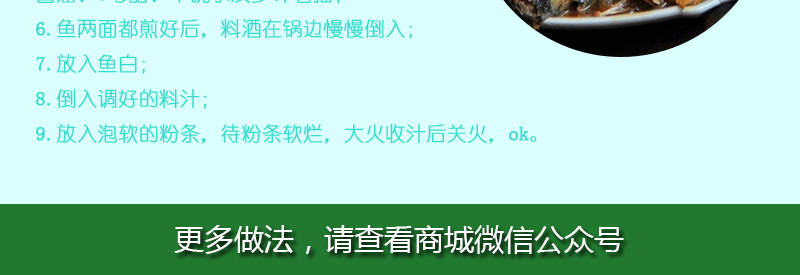 6. 鱼两面都煎好后，料酒在锅边慢慢倒入；
7. 放入鱼白；
8. 倒入调好的料汁；
9. 放入泡软的粉条，待粉条软烂，大火收汁后关火，ok。
更多做法，请查看商城微信公众号